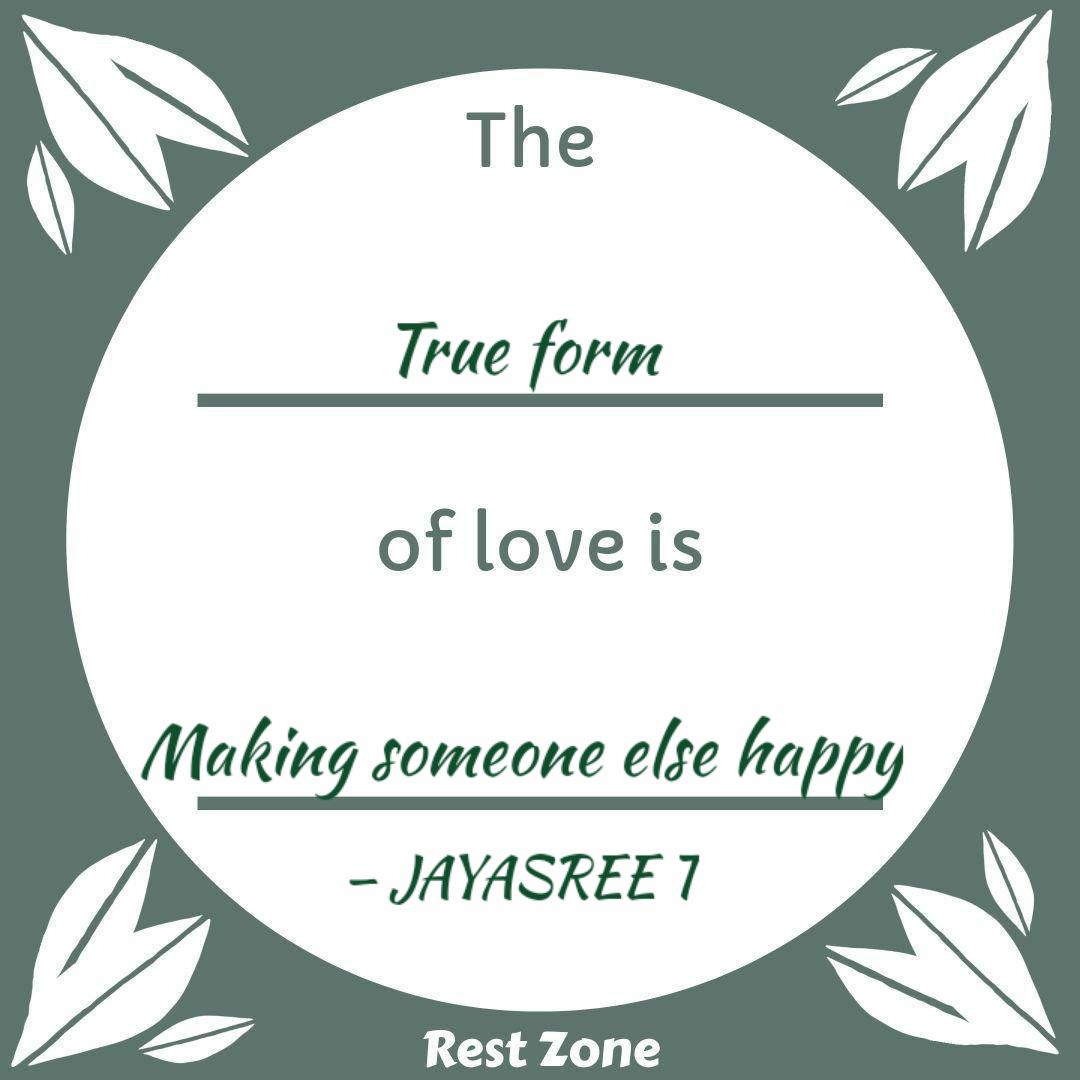 The
True form
of love is
Making someone else happy
– JAYASREE 7
Rest Zone